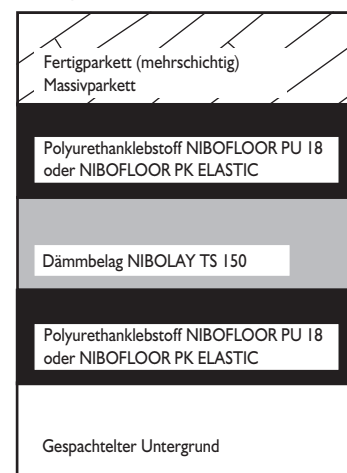 Fertigparkett (mehrschichtig)
Massivparkett
Polyurethanklebstoff NIBOFLOOR PU 18
oder NIBOFLOOR PK ELASTIC
Dämmbelag NIBOLAY TS 150
Polyurethanklebstoff NIBOFLOOR PU 18
oder NIBOFLOOR PK ELASTIC
Gespachtelter Untergrund